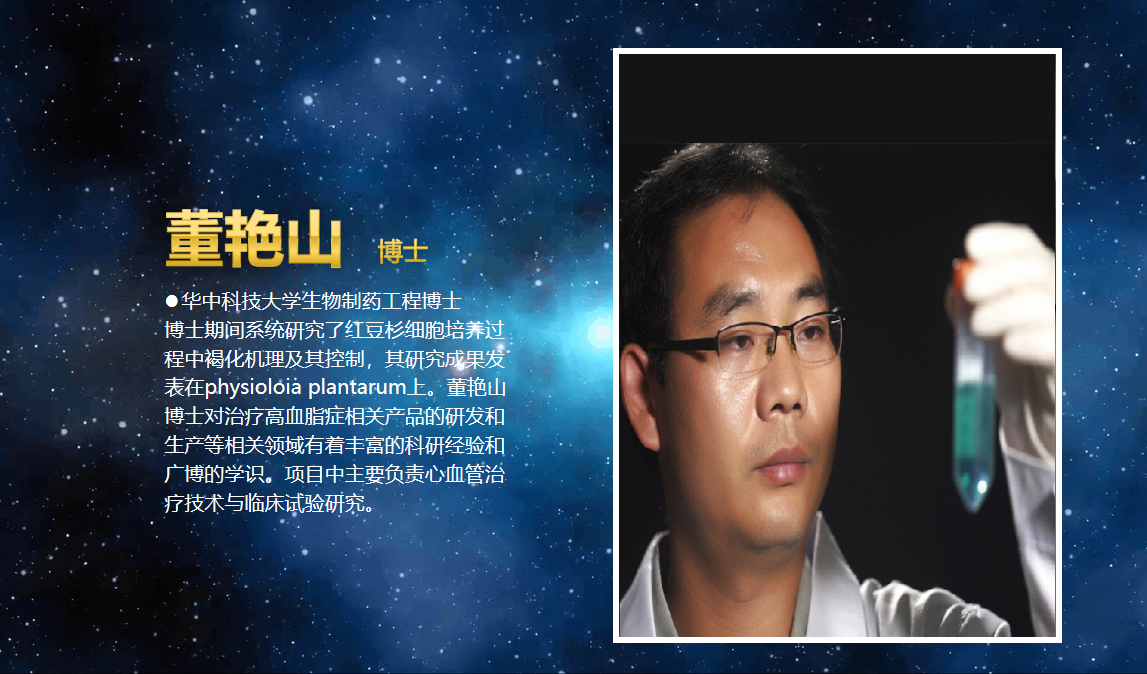 董艳山 博士
●华中科技大学生物制药工程博士
博士期间系统研究了红豆杉细胞培养过
程中褐化机理及其控制，其研究成果发
表在physioloia plantarum上。董艳山
博士对治疗高血脂症相关产品的研发和
生产等相关领域有着丰富的科研经验和
广博的学识。项目中主要负责心血管治
疗技术与临床试验研究。